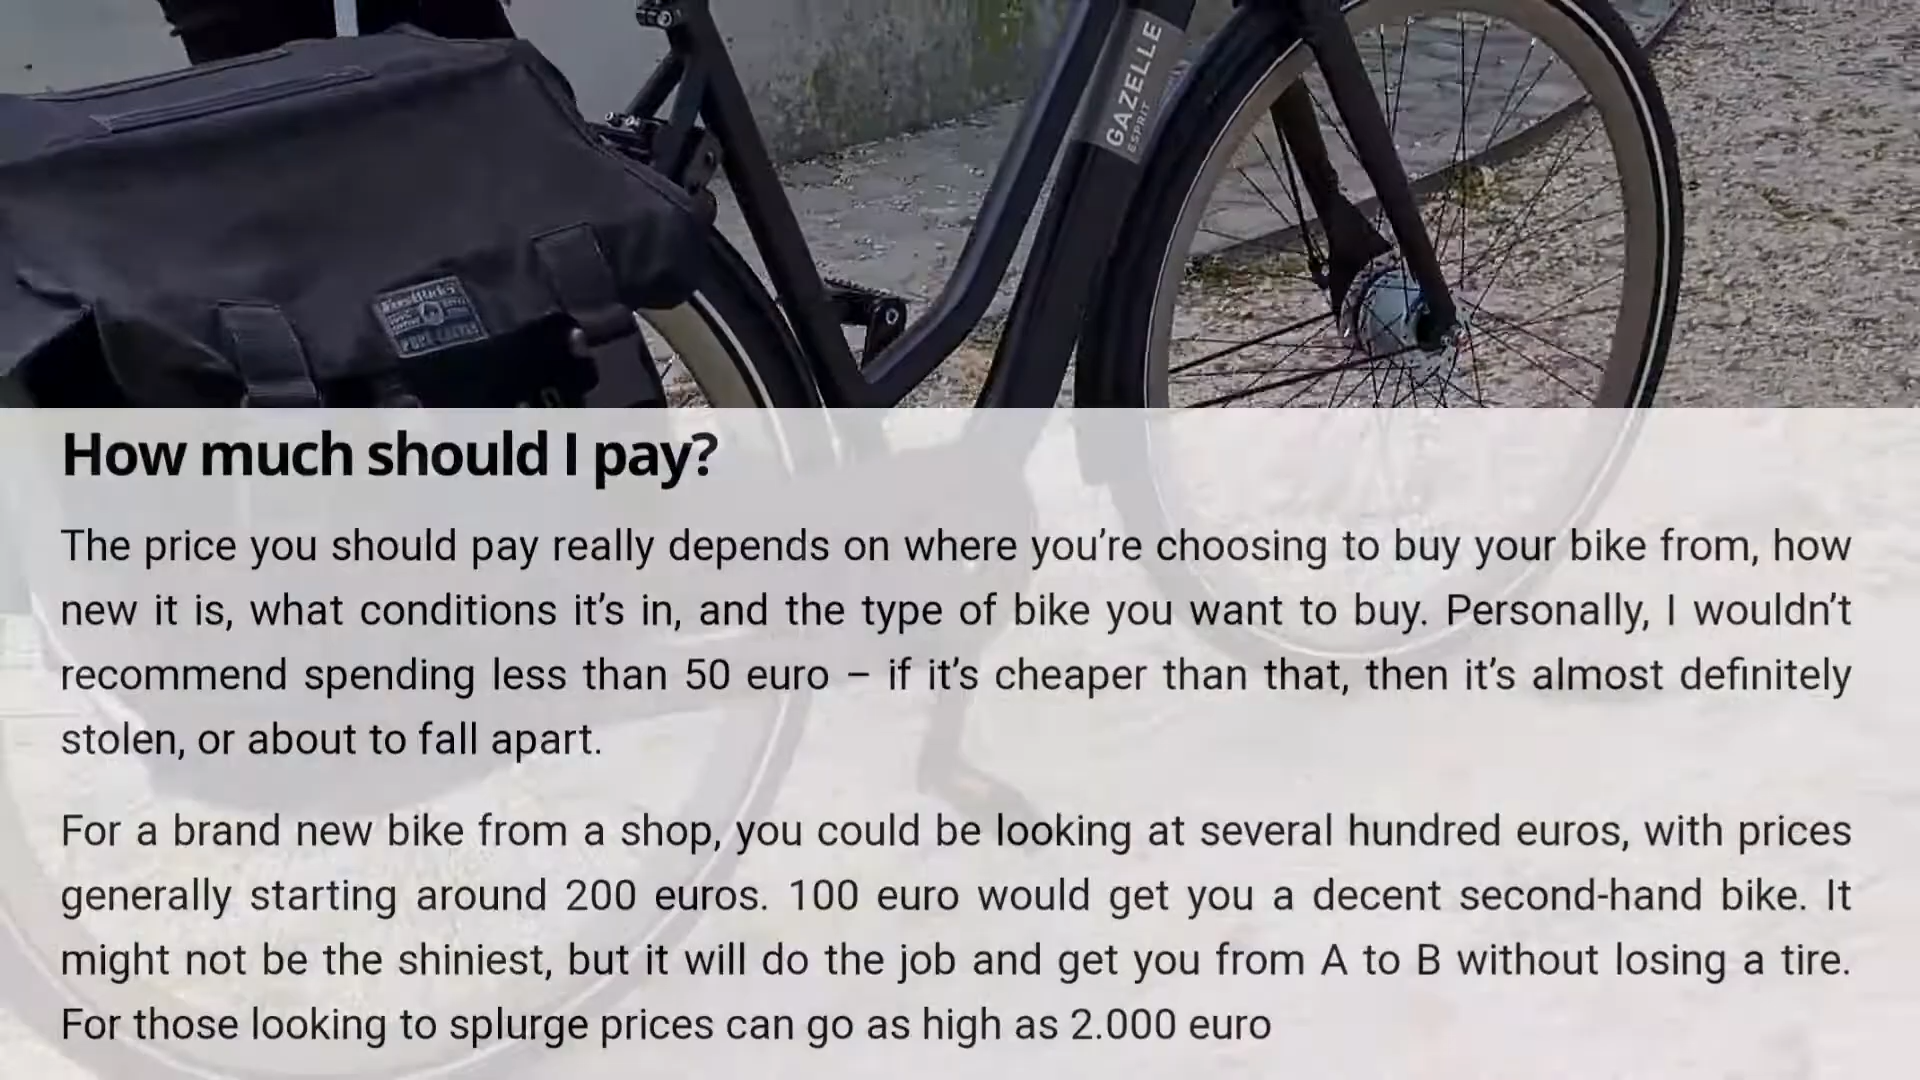 GAZELLE
ESPRIT
How much should I pay?
The price you should pay really depends on where you’re choosing to buy your bike from, how
new it is, what conditions it’s in, and the type of bike you want to buy. Personally, I wouldn’t
recommend spending less than 50 euro – if it’s cheaper than that, then it’s almost definitely
stolen, or about to fall apart.
For a brand new bike from a shop, you could be looking at several hundred euros, with prices
generally starting around 200 euros. 100 euro would get you a decent second-hand bike. It
might not be the shiniest, but it will do the job and get you from A to B without losing a tire.
For those looking to splurge prices can go as high as 2.000 euro